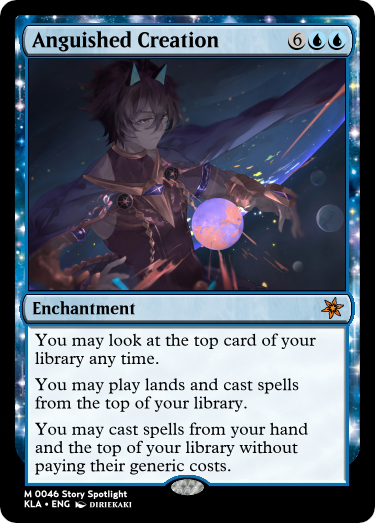 Anguished Creation 6
Enchantment
You may look at the top card of your
library any time.
You may play lands and cast spells
from the top of your library.
You may cast spells from your hand
and the top of your library without
paying their generic costs.
M 0046 Story Spotlight
KLA • ENG DIRIEKAKI